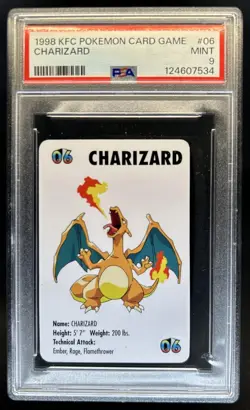 1998 KFC POKEMON CARD GAME #06
CHARIZARD MINT
9
PSA 124607534
06 CHARIZARD
Name: CHARIZARD
Height: 5' 7" Weight: 200 lbs.
Technical Attack:
Ember, Rage, Flamethrower
06